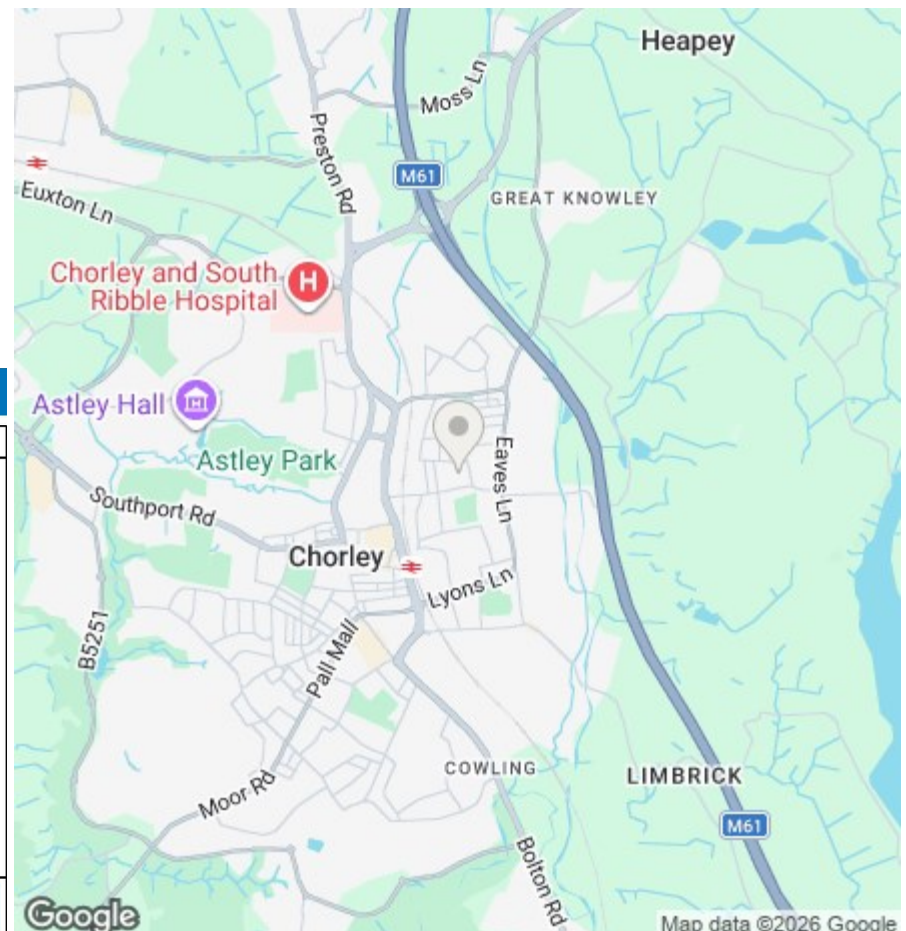 Heapey
Moss Ln
Preston Rd
M61
Euxton Ln
GREAT KNOWLEY
Chorley and South
Ribble Hospital
H
Astley Hall
Astley Park
Eaves Ln
Southport Rd
Chorley
Lyons Ln
B5251
Pall Mall
COWLING
LIMBRICK
Moor Rd
M61
Bolton Rd
Google
Map data ©2026 Google